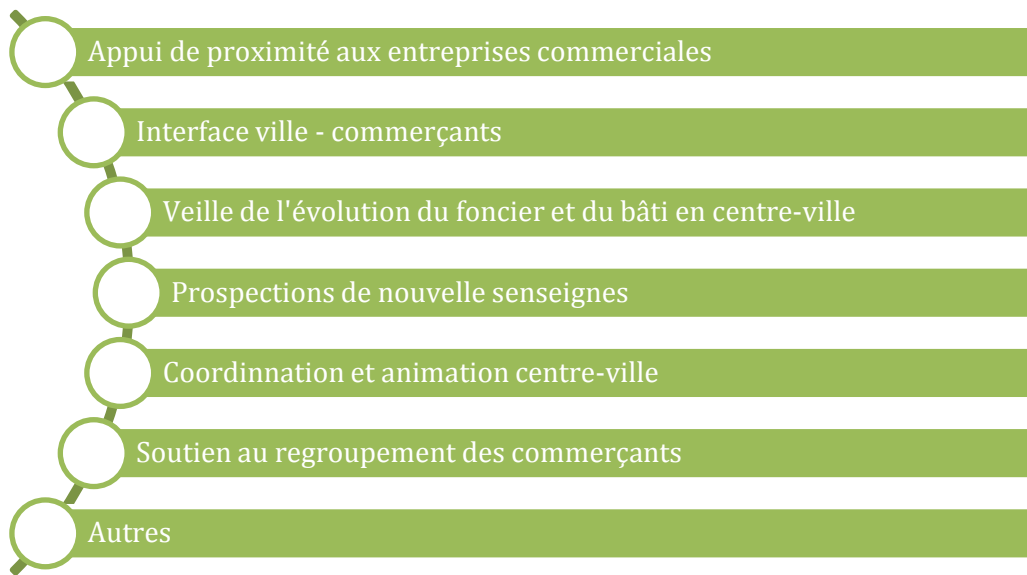 Appui de proximité aux entreprises commerciales
Interface ville - commerçants
Veille de l'évolution du foncier et du bâti en centre-ville
Prospections de nouvelle senseignes
Coordinnation et animation centre-ville
Soutien au regroupement des commerçants
Autres